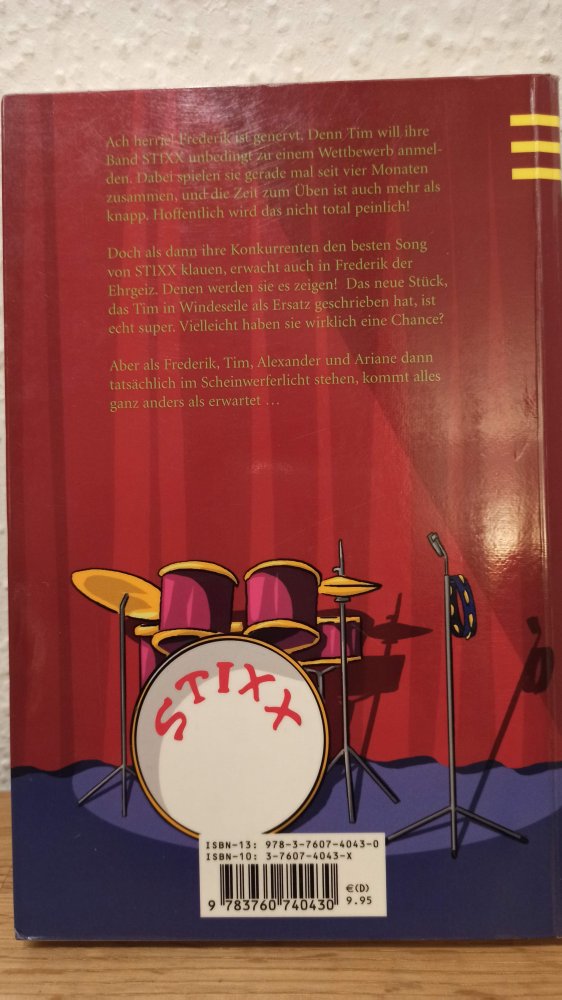 Ach herrje! Frederik ist genervt. Denn Tim will ihre
Band STIXX unbedingt zu einem Wettbewerb anmel-
den. Dabei spielen sie gerade mal seit vier Monaten
zusammen, und die Zeit zum Üben ist auch mehr als
knapp. Hoffentlich wird das nicht total peinlich!
Doch als dann ihre Konkurrenten den besten Song
von STIXX klauen, erwacht auch in Frederik der
Ehrgeiz. Denen werden sie es zeigen! Das neue Stück,
das Tim in Windeseile als Ersatz geschrieben hat, ist
echt super. Vielleicht haben sie wirklich eine Chance?
Aber als Frederik, Tim, Alexander und Ariane dann
tatsächlich im Scheinwerferlicht stehen, kommt alles
ganz anders als erwartet …
STIXX
ISBN-13: 978-3-7607-4043-0
ISBN-10: 3-7607-4043-X
€(D)
9.95
9 783760 740430